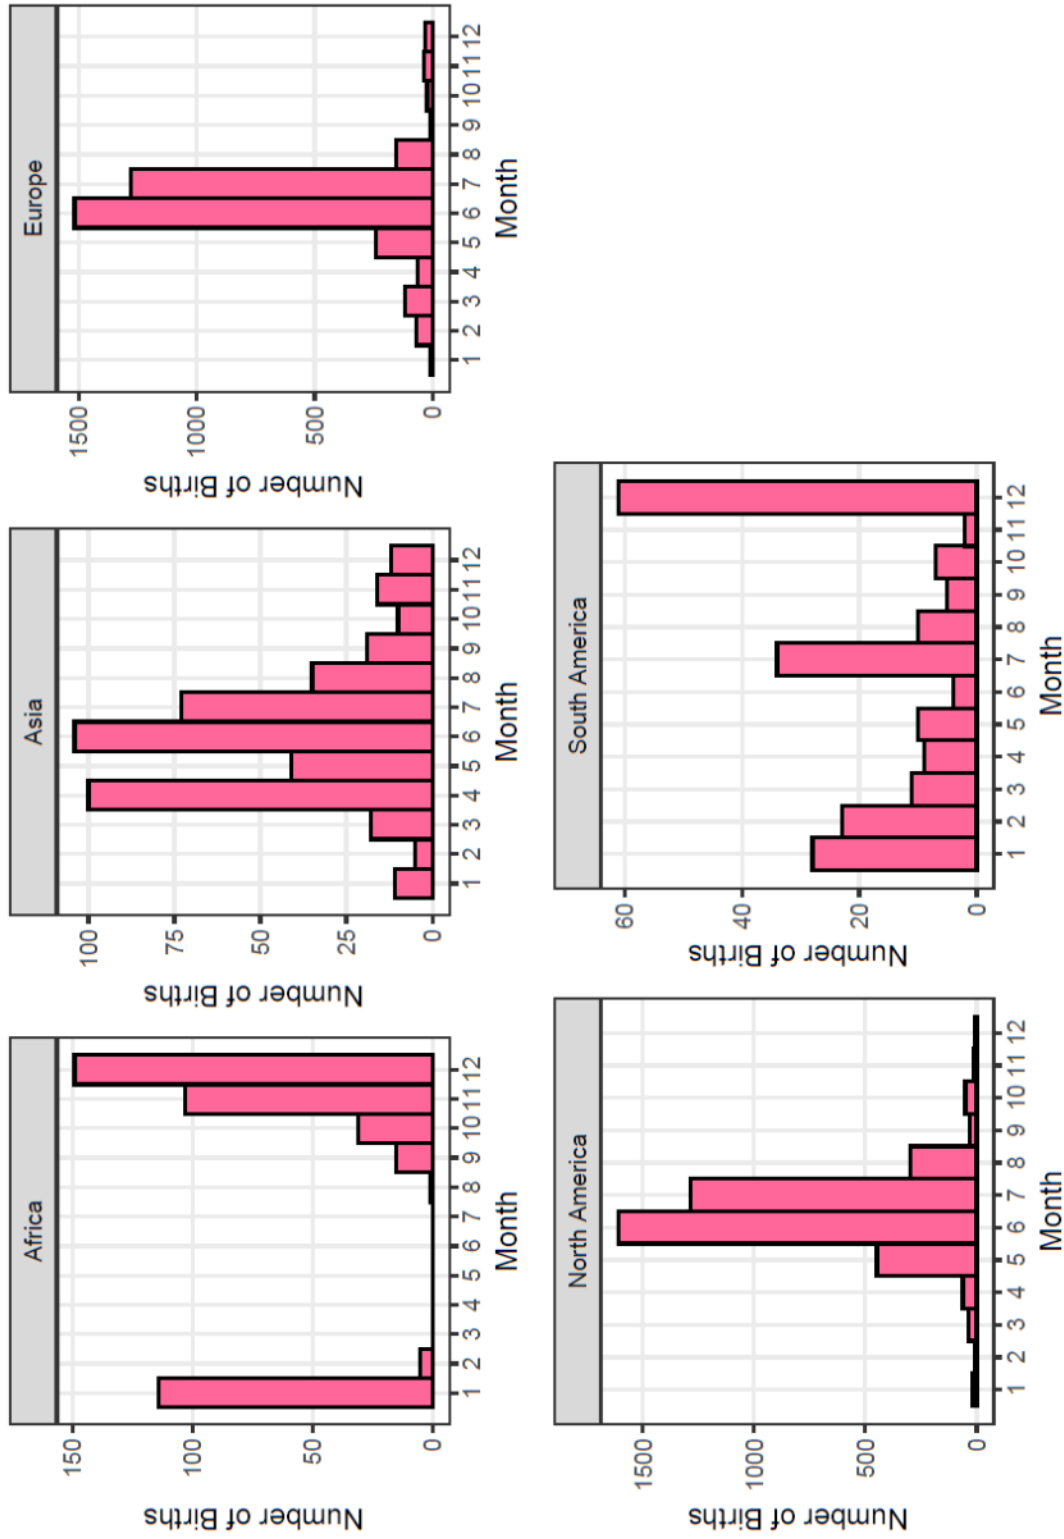 Africa
Number of Births
150
100
50
0
1 2 3 4 5 6 7 8 9 10 11 12
Month
Asia
Number of Births
100
75
50
25
0
1 2 3 4 5 6 7 8 9 10 11 12
Month
Europe
Number of Births
1500
1000
500
0
1 2 3 4 5 6 7 8 9 10 11 12
Month
North America
Number of Births
1500
1000
500
0
1 2 3 4 5 6 7 8 9 10 11 12
Month
South America
Number of Births
60
40
20
0
1 2 3 4 5 6 7 8 9 10 11 12
Month